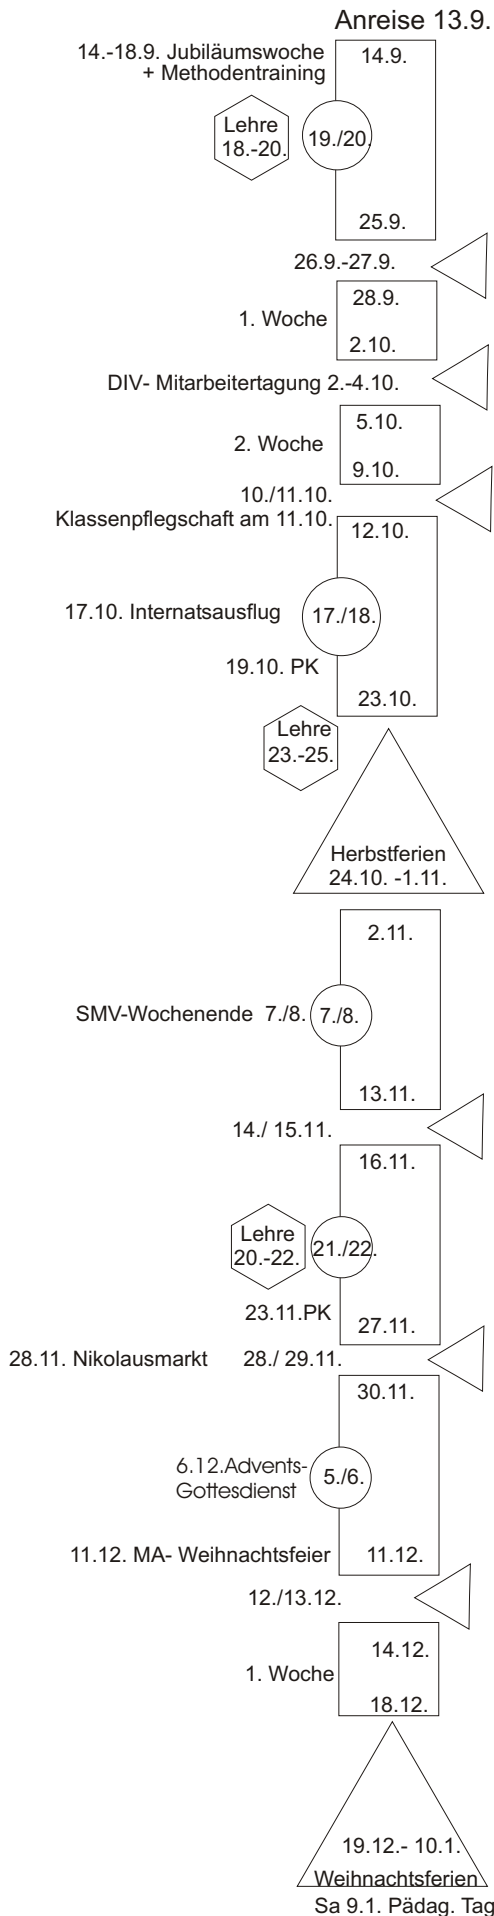 Anreise 13.9.
14.-18.9. Jubiläumswoche
+ Methodentraining
14.9.
Lehre
18.-20.
19./20.
25.9.
26.9.-27.9.
28.9.
1. Woche
2.10.
DIV- Mitarbeitertagung 2.-4.10.
5.10.
2. Woche
9.10.
10./11.10.
Klassenpflegschaft am 11.10.
12.10.
17.10. Internatsausflug
17./18.
19.10. PK
23.10.
Lehre
23.-25.
Herbstferien
24.10. -1.11.
2.11.
SMV-Wochenende 7./8.
7./8.
13.11.
14./ 15.11.
16.11.
Lehre
20.-22.
21./22.
23.11.PK
27.11.
28.11. Nikolausmarkt 28./ 29.11.
30.11.
6.12.Advents-
Gottesdienst
5./6.
11.12. MA- Weihnachtsfeier
11.12.
12./13.12.
14.12.
1. Woche
18.12.
19.12.- 10.1.
Weihnachtsferien
Sa 9.1. Pädag. Tag